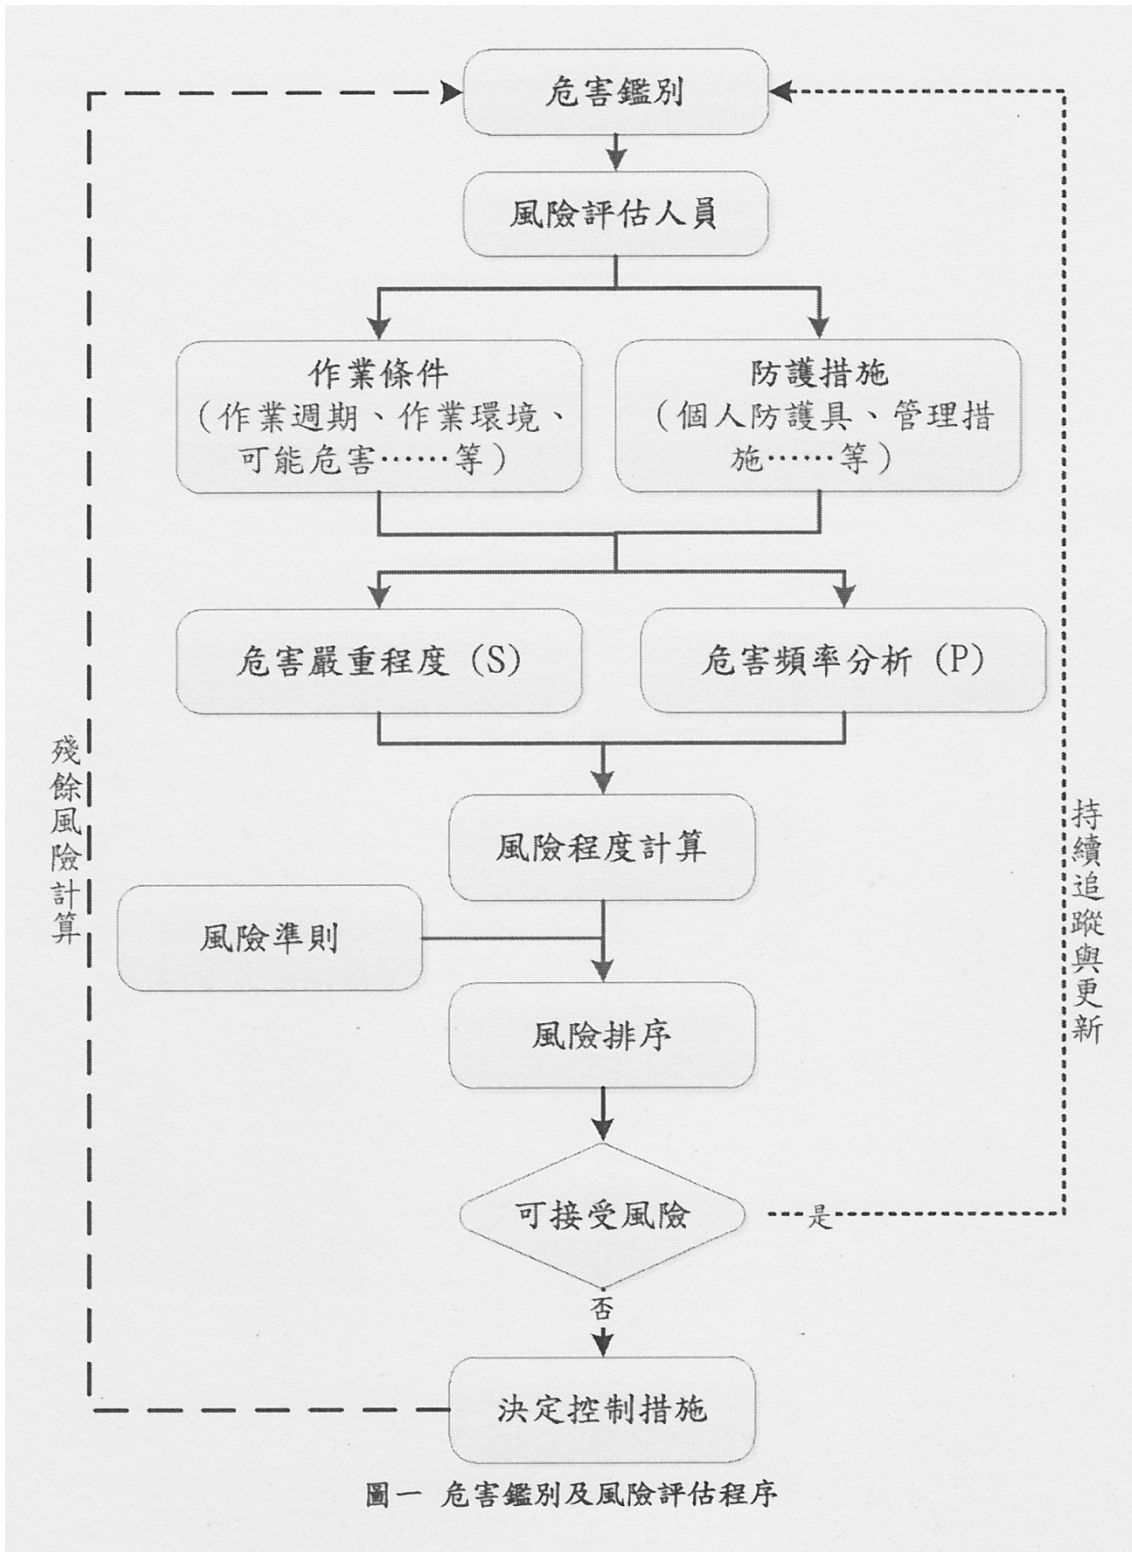 危害鑑別
風險評估人員
作業條件
（作業週期、作業環境、
可能危害……等）
防護措施
（個人防護具、管理措
施……等）
危害嚴重程度（S）
危害頻率分析（P）
殘餘風險計算
風險程度計算
持續追蹤與更新
風險準則
風險排序
可接受風險
是
否
決定控制措施
圖一 危害鑑別及風險評估程序